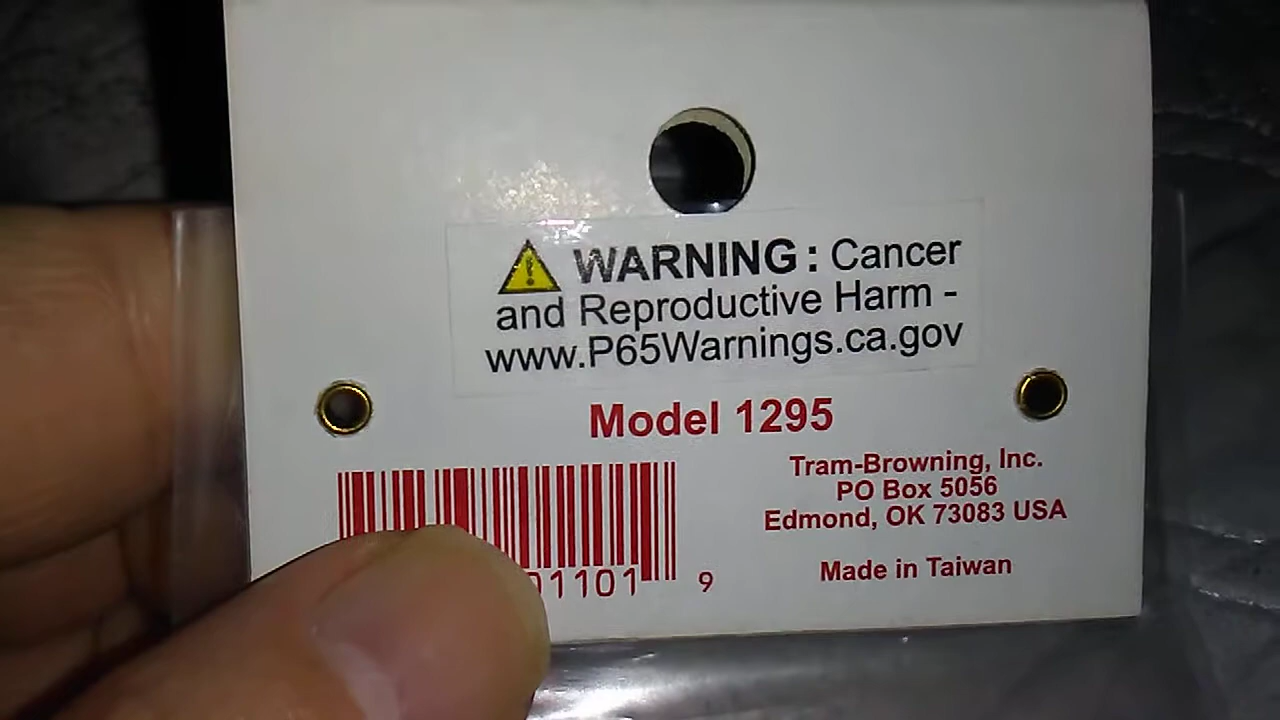 WARNING: Cancer
and Reproductive Harm -
www.P65Warnings.ca.gov
Model 1295
Tram-Browning, Inc.
PO Box 5056
Edmond, OK 73083 USA
Made in Taiwan
01101 9